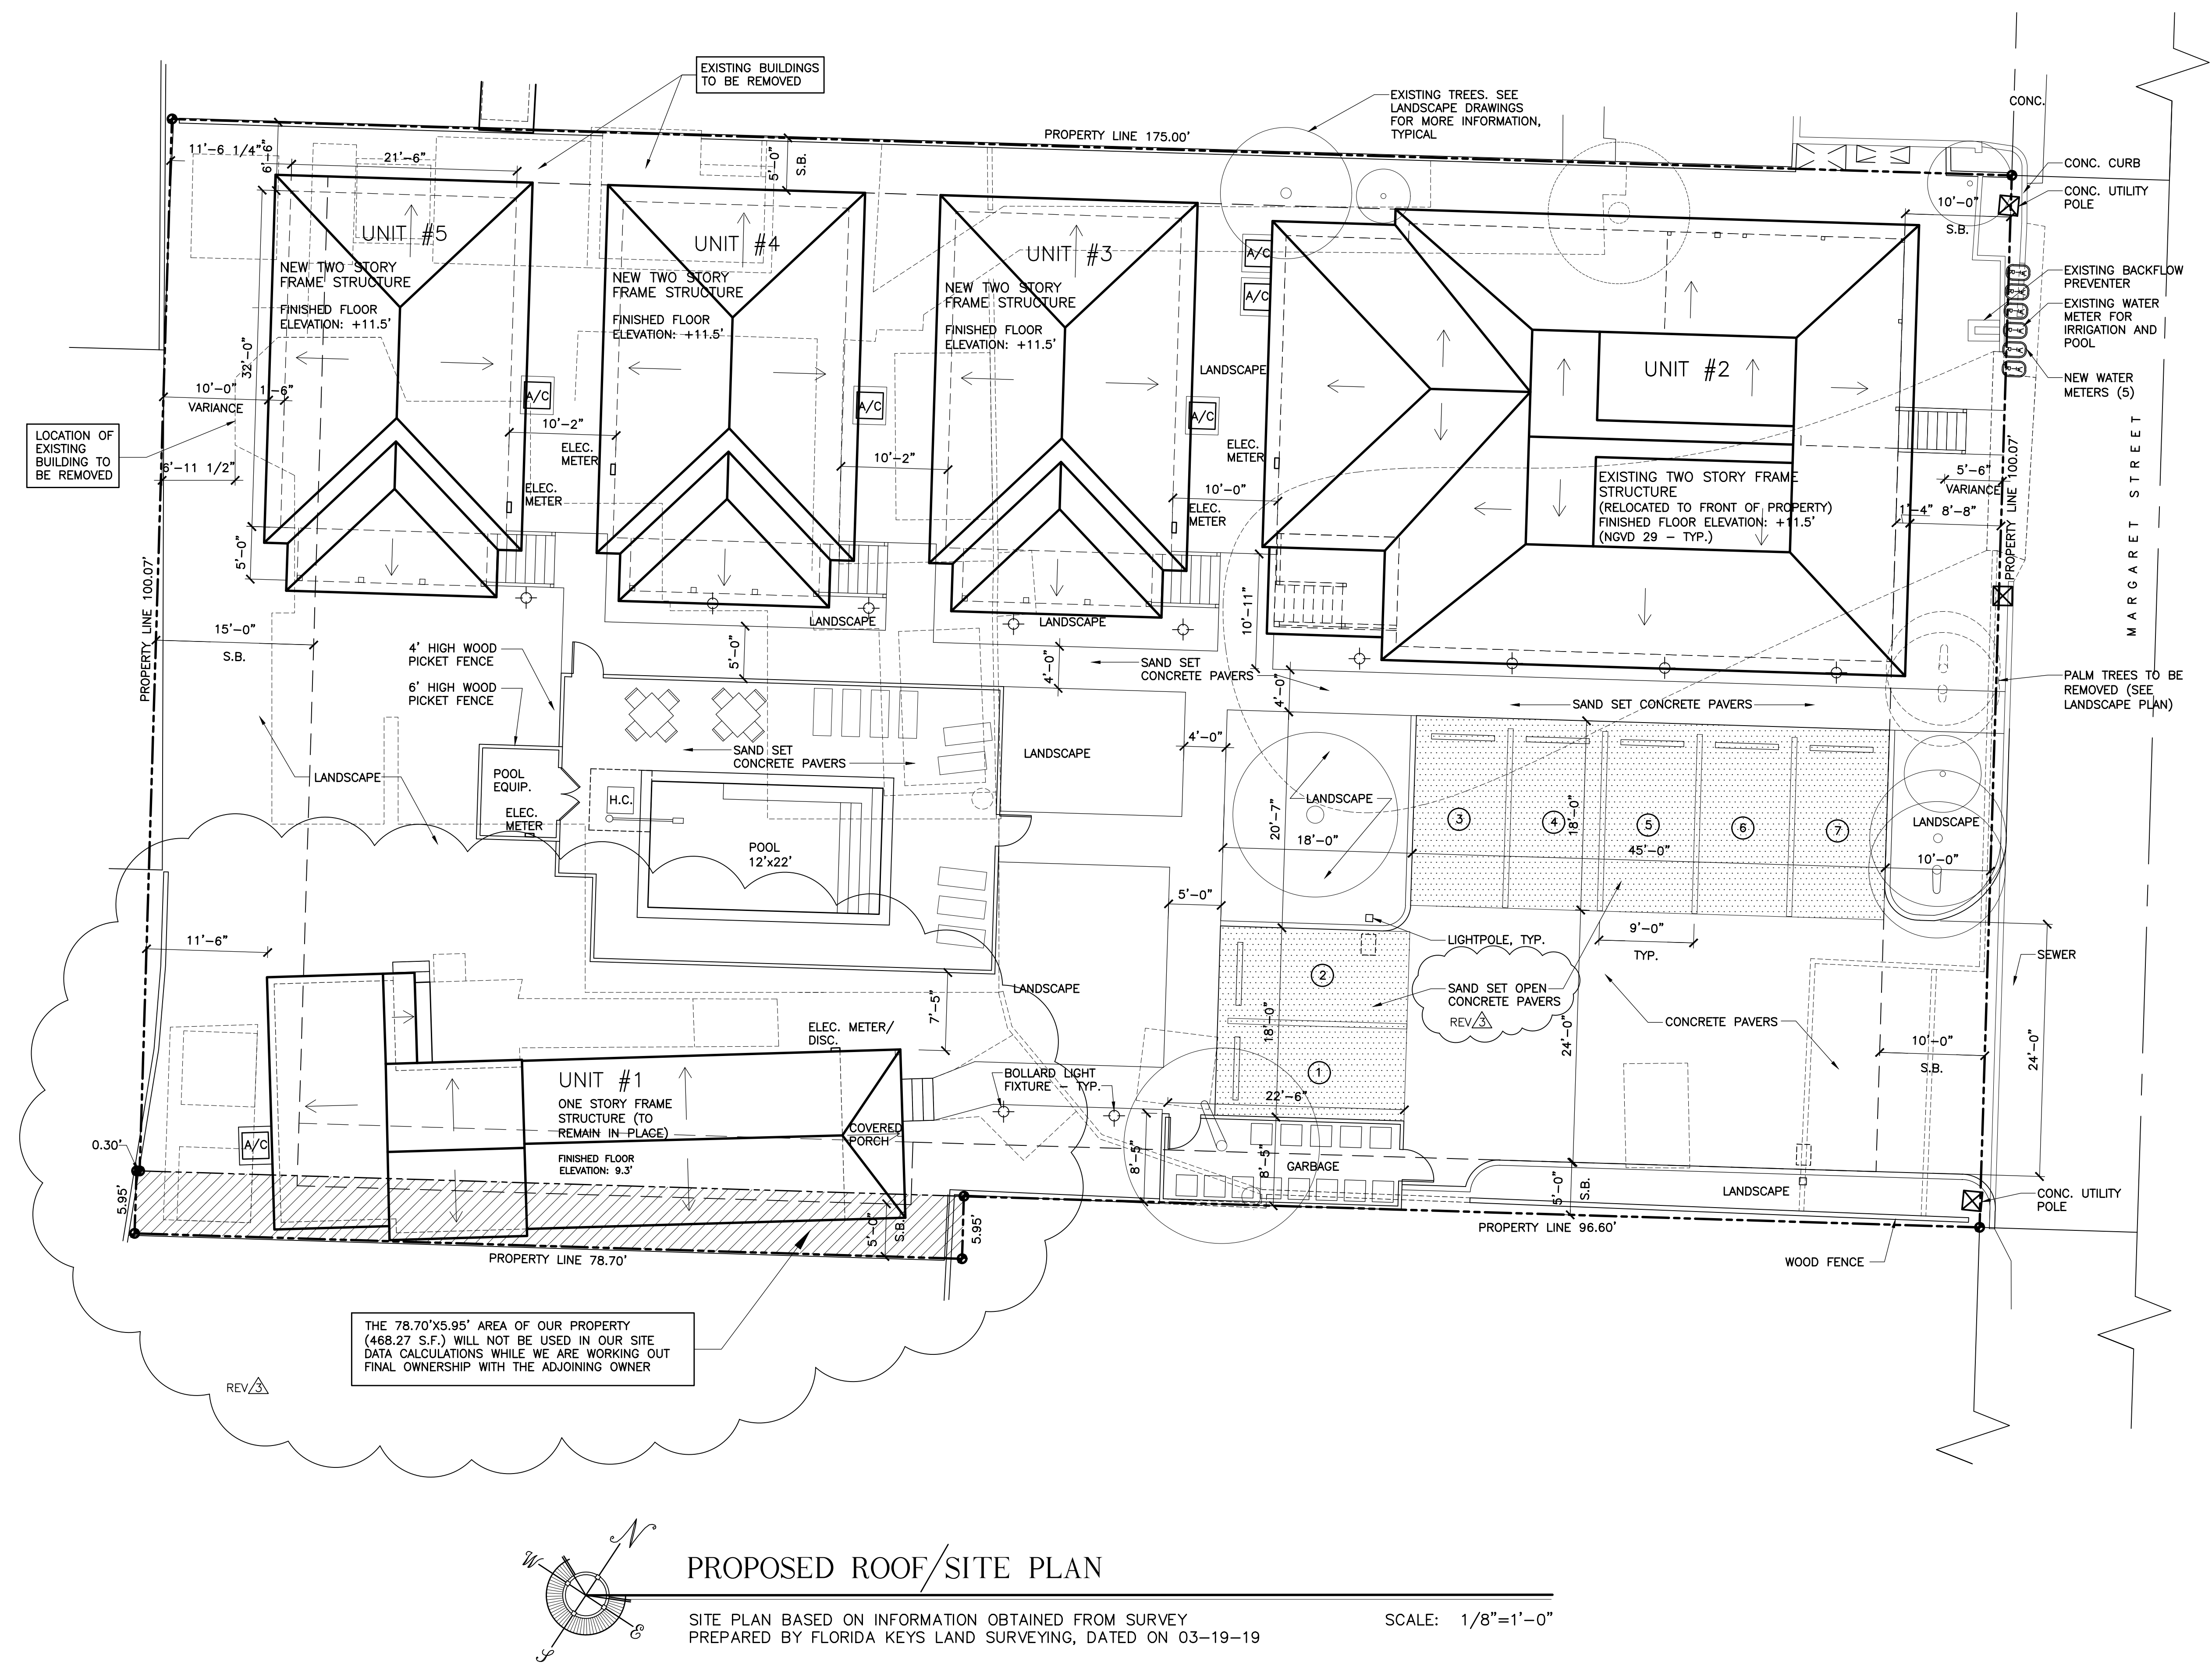 EXISTING BUILDINGS
TO BE REMOVED
EXISTING TREES. SEE
LANDSCAPE DRAWINGS
FOR MORE INFORMATION,
TYPICAL
CONC.
PROPERTY LINE 175.00'
CONC. CURB
CONC. UTILITY
POLE
11'-6 1/4"
6'-6"
21'-6"
5'-0"
S.B.
10'-0"
S.B.
UNIT #5
NEW TWO STORY
FRAME STRUCTURE
FINISHED FLOOR
ELEVATION: +11.5'
UNIT #4
NEW TWO STORY
FRAME STRUCTURE
FINISHED FLOOR
ELEVATION: +11.5'
UNIT #3
NEW TWO STORY
FRAME STRUCTURE
FINISHED FLOOR
ELEVATION: +11.5'
A/C
A/C
EXISTING BACKFLOW
PREVENTER
EXISTING WATER
METER FOR
IRRIGATION AND
POOL
NEW WATER
METERS (5)
UNIT #2
LANDSCAPE
32'-0"
10'-0"
VARIANCE
1'-6"
A/C
A/C
A/C
LOCATION OF
EXISTING
BUILDING TO
BE REMOVED
6'-11 1/2"
10'-2"
ELEC.
METER
10'-2"
ELEC.
METER
ELEC.
METER
10'-0"
ELEC.
METER
EXISTING TWO STORY FRAME
STRUCTURE
(RELOCATED TO FRONT OF PROPERTY)
FINISHED FLOOR ELEVATION: +11.5'
(NGVD 29 - TYP.)
5'-6"
VARIANCE
1'-4"
8'-8"
PROPERTY LINE 100.07'
MARGARET STREET
5'-0"
PROPERTY LINE 100.07'
15'-0"
S.B.
4' HIGH WOOD
PICKET FENCE
6' HIGH WOOD
PICKET FENCE
LANDSCAPE
LANDSCAPE
5'-0"
4'-0"
10'-11"
SAND SET
CONCRETE PAVERS
4'-0"
SAND SET CONCRETE PAVERS
PALM TREES TO BE
REMOVED (SEE
LANDSCAPE PLAN)
SAND SET
CONCRETE PAVERS
LANDSCAPE
4'-0"
LANDSCAPE
POOL
EQUIP.
ELEC.
METER
H.C.
POOL
12'x22'
LANDSCAPE
20'-7"
18'-0"
3
4
18'-0"
5
6
7
45'-0"
LANDSCAPE
10'-0"
5'-0"
11'-6"
LIGHTPOLE, TYP.
9'-0"
TYP.
SEWER
2
SAND SET OPEN
CONCRETE PAVERS
REV 3
LANDSCAPE
7'-5"
18'-0"
24'-0"
CONCRETE PAVERS
10'-0"
S.B.
24'-0"
ELEC. METER/
DISC.
UNIT #1
ONE STORY FRAME
STRUCTURE (TO
REMAIN IN PLACE)
FINISHED FLOOR
ELEVATION: 9.3'
COVERED
PORCH
BOLLARD LIGHT
FIXTURE - TYP.
1
22'-6"
A/C
0.30'
5.95'
8'-5"
8'-5"
GARBAGE
5'-0"
S.B.
LANDSCAPE
CONC. UTILITY
POLE
5'-0"
S.B.
5.95'
PROPERTY LINE 96.60'
PROPERTY LINE 78.70'
WOOD FENCE
THE 78.70'X5.95' AREA OF OUR PROPERTY
(468.27 S.F.) WILL NOT BE USED IN OUR SITE
DATA CALCULATIONS WHILE WE ARE WORKING OUT
FINAL OWNERSHIP WITH THE ADJOINING OWNER
REV 3
N
W
E
S
PROPOSED ROOF/SITE PLAN
SITE PLAN BASED ON INFORMATION OBTAINED FROM SURVEY
PREPARED BY FLORIDA KEYS LAND SURVEYING, DATED ON 03-19-19
SCALE: 1/8"=1'-0"